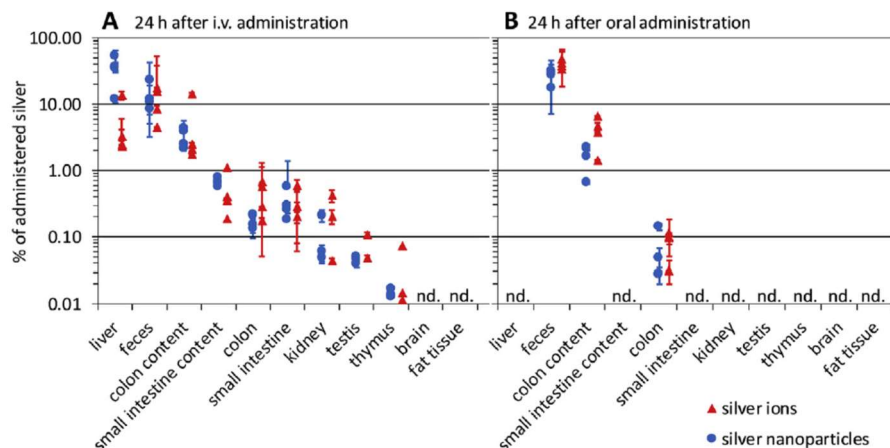 A 24 h after i.v. administration
B 24 h after oral administration
% of administered silver
100.00
10.00
1.00
0.10
0.01
nd. nd.
nd. nd. nd. nd. nd. nd. nd. nd.
liver
feces
colon content
small intestine content
colon
small intestine
kidney
testis
thymus
brain
fat tissue
liver
feces
colon content
small intestine content
colon
small intestine
kidney
testis
thymus
brain
fat tissue
silver ions
silver nanoparticles